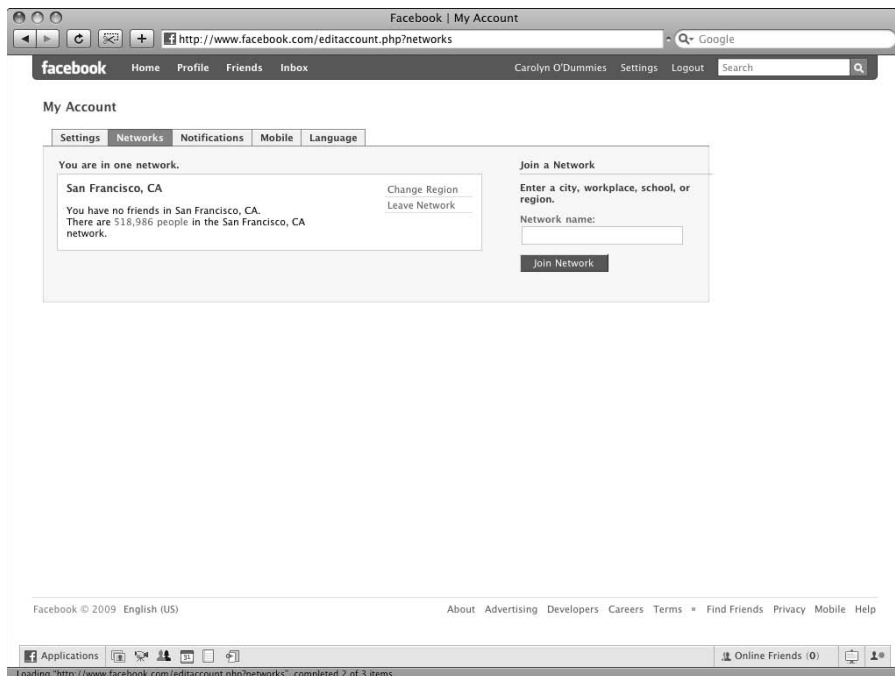 Facebook | My Account
http://www.facebook.com/editaccount.php?networks
Google
facebook Home Profile Friends Inbox Carolyn O'Dummies Settings Logout Search
My Account
Settings Networks Notifications Mobile Language
You are in one network.
San Francisco, CA
You have no friends in San Francisco, CA.
There are 518,986 people in the San Francisco, CA
network.
Change Region
Leave Network
Join a Network
Enter a city, workplace, school, or
region.
Network name:
Join Network
Facebook © 2009 English (US)
About Advertising Developers Careers Terms Find Friends Privacy Mobile Help
Applications 31 Online Friends (0)
Loading "http://www.facebook.com/editaccount.php?networks", completed 2 of 3 items